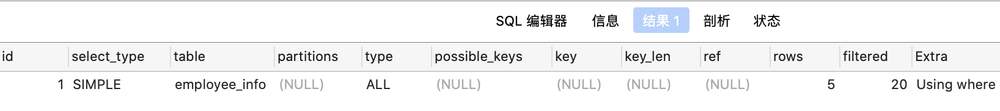 SQL 编辑器 信息 结果 1 剖析 状态
id select_type table partitions type possible_keys key key_len ref rows filtered Extra
1 SIMPLE employee_info (NULL) ALL (NULL) (NULL) (NULL) (NULL) 5 20 Using where